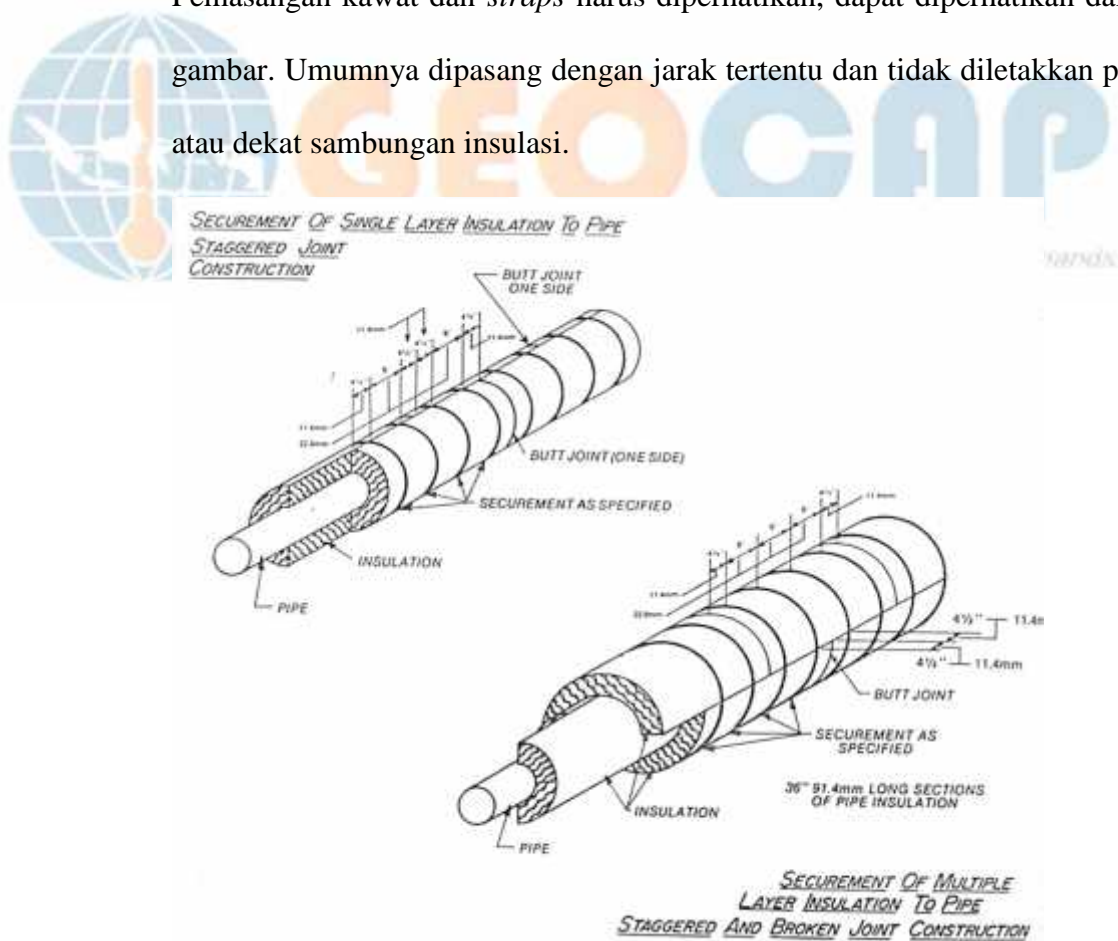 Pemasangan kawat dan straps harus diperhatikan, dapat diperhatikan
gambar. Umumnya dipasang dengan jarak tertentu dan tidak diletakkan
atau dekat sambungan insulasi.
GEOCAP
SECUREMENT OF SINGLE LAYER INSULATION TO PIPE
STAGGERED JOINT
CONSTRUCTION
BUTT JOINT
ONE SIDE
BUTT JOINT (ONE SIDE)
SECUREMENT AS SPECIFIED
INSULATION
PIPE
4½" 11.4m
4½" 11.4mm
BUTT JOINT
SECUREMENT AS
SPECIFIED
36" 91.4mm LONG SECTIONS
OF PIPE INSULATION
INSULATION
PIPE
SECUREMENT OF MULTIPLE
LAYER INSULATION TO PIPE
STAGGERED AND BROKEN JOINT CONSTRUCTION